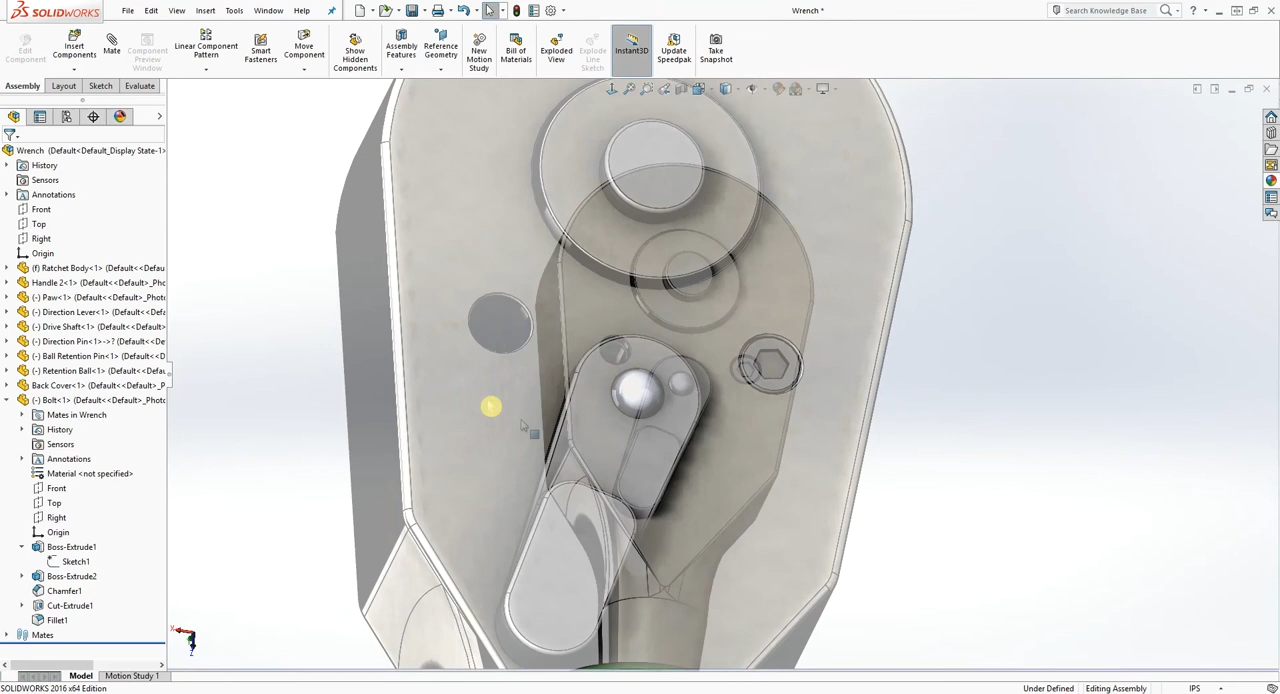 SOLIDWORKS
File Edit View Insert Tools Window Help
Wrench *
Search Knowledge Base
Edit Component
Insert Components
Mate
Component Preview Window
Linear Component Pattern
Smart Fasteners
Move Component
Show Hidden Components
Assembly Features
Reference Geometry
New Motion Study
Bill of Materials
Exploded View
Explode Line Sketch
Instant3D
Update Speedpak
Take Snapshot
Assembly Layout Sketch Evaluate
Wrench (Default<Default_Display State-1>
History
Sensors
Annotations
Front
Top
Right
Origin
(f) Ratchet Body<1> (Default<<Defau
Handle 2<1> (Default<<Default>_Phot
(-) Paw<1> (Default<<Default>_Photo
(-) Direction Lever<1> (Default<<Defa
(-) Drive Shaft<1> (Default<<Default>
(-) Direction Pin<1>->? (Default<<De
(-) Ball Retention Pin<1> (Default<<D
(-) Retention Ball<1> (Default<<Defa
Back Cover<1> (Default<<Default>_P
(-) Bolt<1> (Default<<Default>_Photo
Mates in Wrench
History
Sensors
Annotations
Material <not specified>
Front
Top
Right
Origin
Boss-Extrude1
Sketch1
Boss-Extrude2
Chamfer1
Cut-Extrude1
Fillet1
Mates
X
Z
Model Motion Study 1
SOLIDWORKS 2016 x64 Edition
Under Defined Editing Assembly IPS